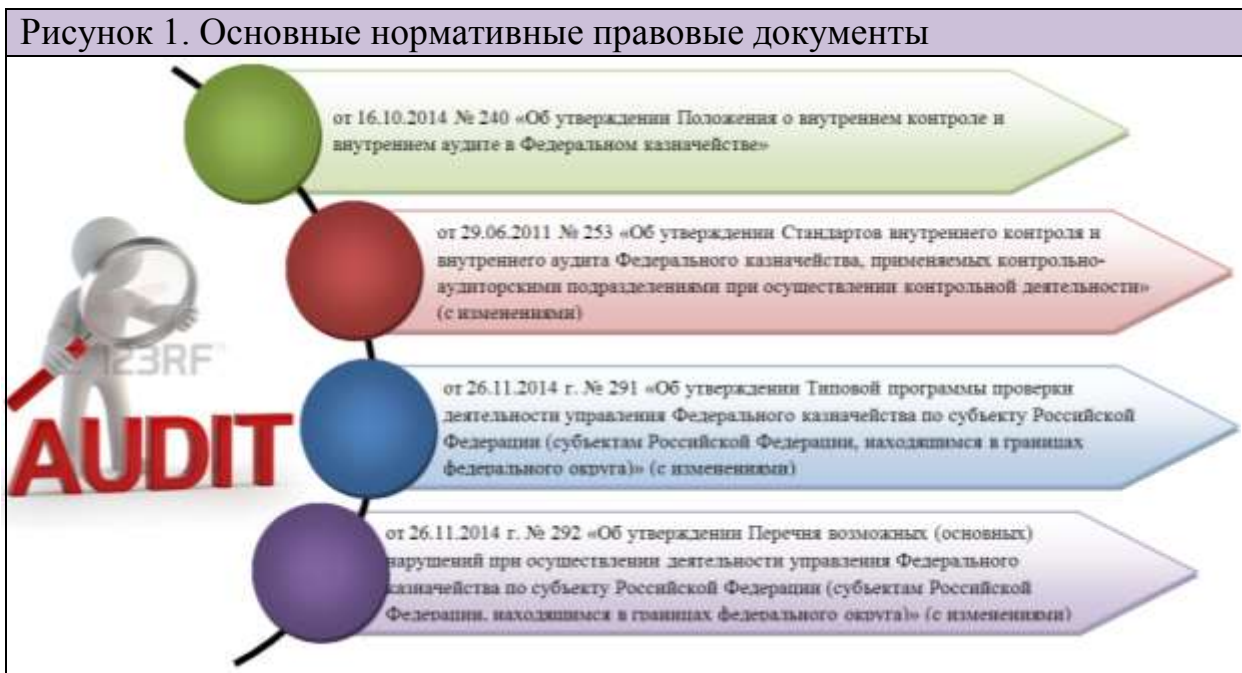 Рисунок 1. Основные нормативные правовые документы
от 16.10.2014 № 240 «Об утверждении Положения о внутреннем контроле и
внутреннем аудите в Федеральном казначействе»
от 29.06.2011 № 253 «Об утверждении Стандартов внутреннего контроля и
внутреннего аудита Федерального казначейства, применяемых контрольно-
аудиторскими подразделениями при осуществлении контрольной деятельности»
(с изменениями)
123RF
AUDIT
от 26.11.2014 г. № 291 «Об утверждении Типовой программы проверки
деятельности управления Федерального казначейства по субъекту Российской
Федерации (субъектам Российской Федерации, находящимся в границах
федерального округа)» (с изменениями)
от 26.11.2014 г. № 292 «Об утверждении Перечня возможных (основных)
нарушений при осуществлении деятельности управления Федерального
казначейства по субъекту Российской Федерации (субъектам Российской
Федерации, находящимся в границах федерального округа)» (с изменениями)